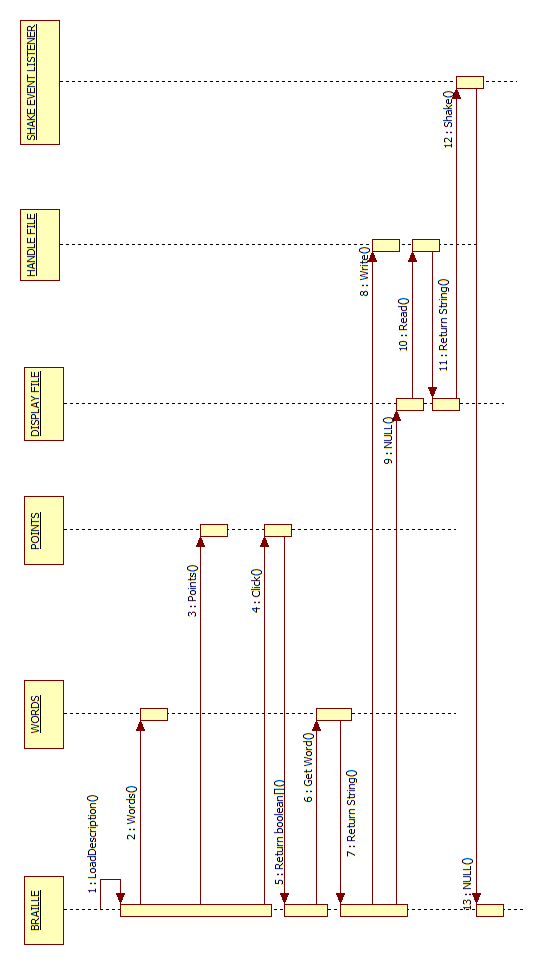 BRAILLE
WORDS
POINTS
DISPLAY FILE
HANDLE FILE
SHAKE EVENT LISTENER
1 : LoadDescription()
2 : Words()
3 : Points()
4 : Click()
5 : Return boolean[]()
6 : Get Word()
7 : Return String()
8 : Write()
9 : NULL()
10 : Read()
11 : Return String()
12 : Shake()
13 : NULL()